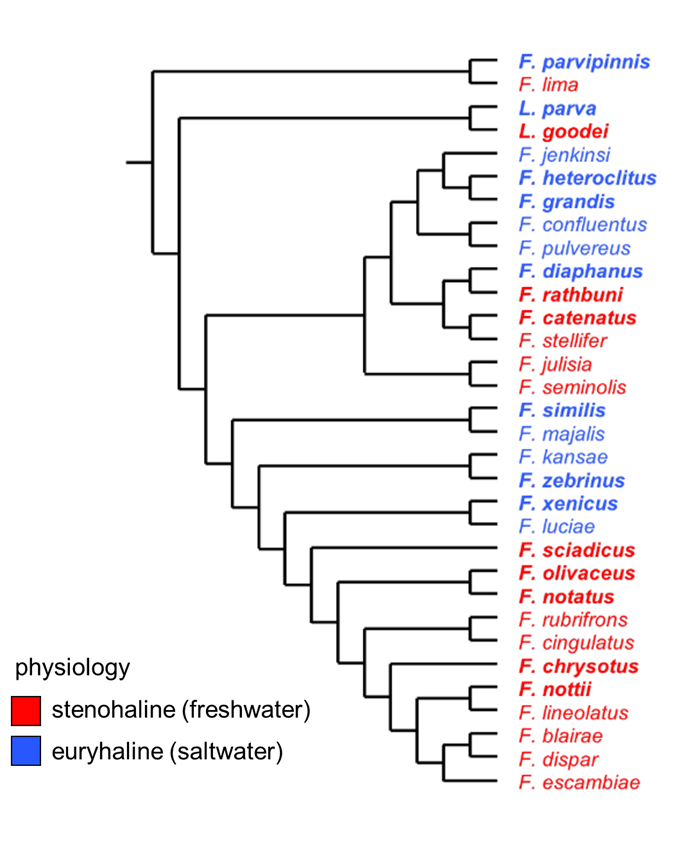 F. parvipinnis
F. lima
L. parva
L. goodei
F. jenkinsi
F. heteroclitus
F. grandis
F. confluentus
F. pulvereus
F. diaphanus
F. rathbuni
F. catenatus
F. stellifer
F. julisia
F. seminolis
F. similis
F. majalis
F. kansae
F. zebrinus
F. xenicus
F. luciae
F. sciadicus
F. olivaceus
F. notatus
F. rubrifrons
F. cingulatus
F. chrysotus
F. nottii
F. lineolatus
F. blairae
F. dispar
F. escambiae
physiology
stenohaline (freshwater)
euryhaline (saltwater)